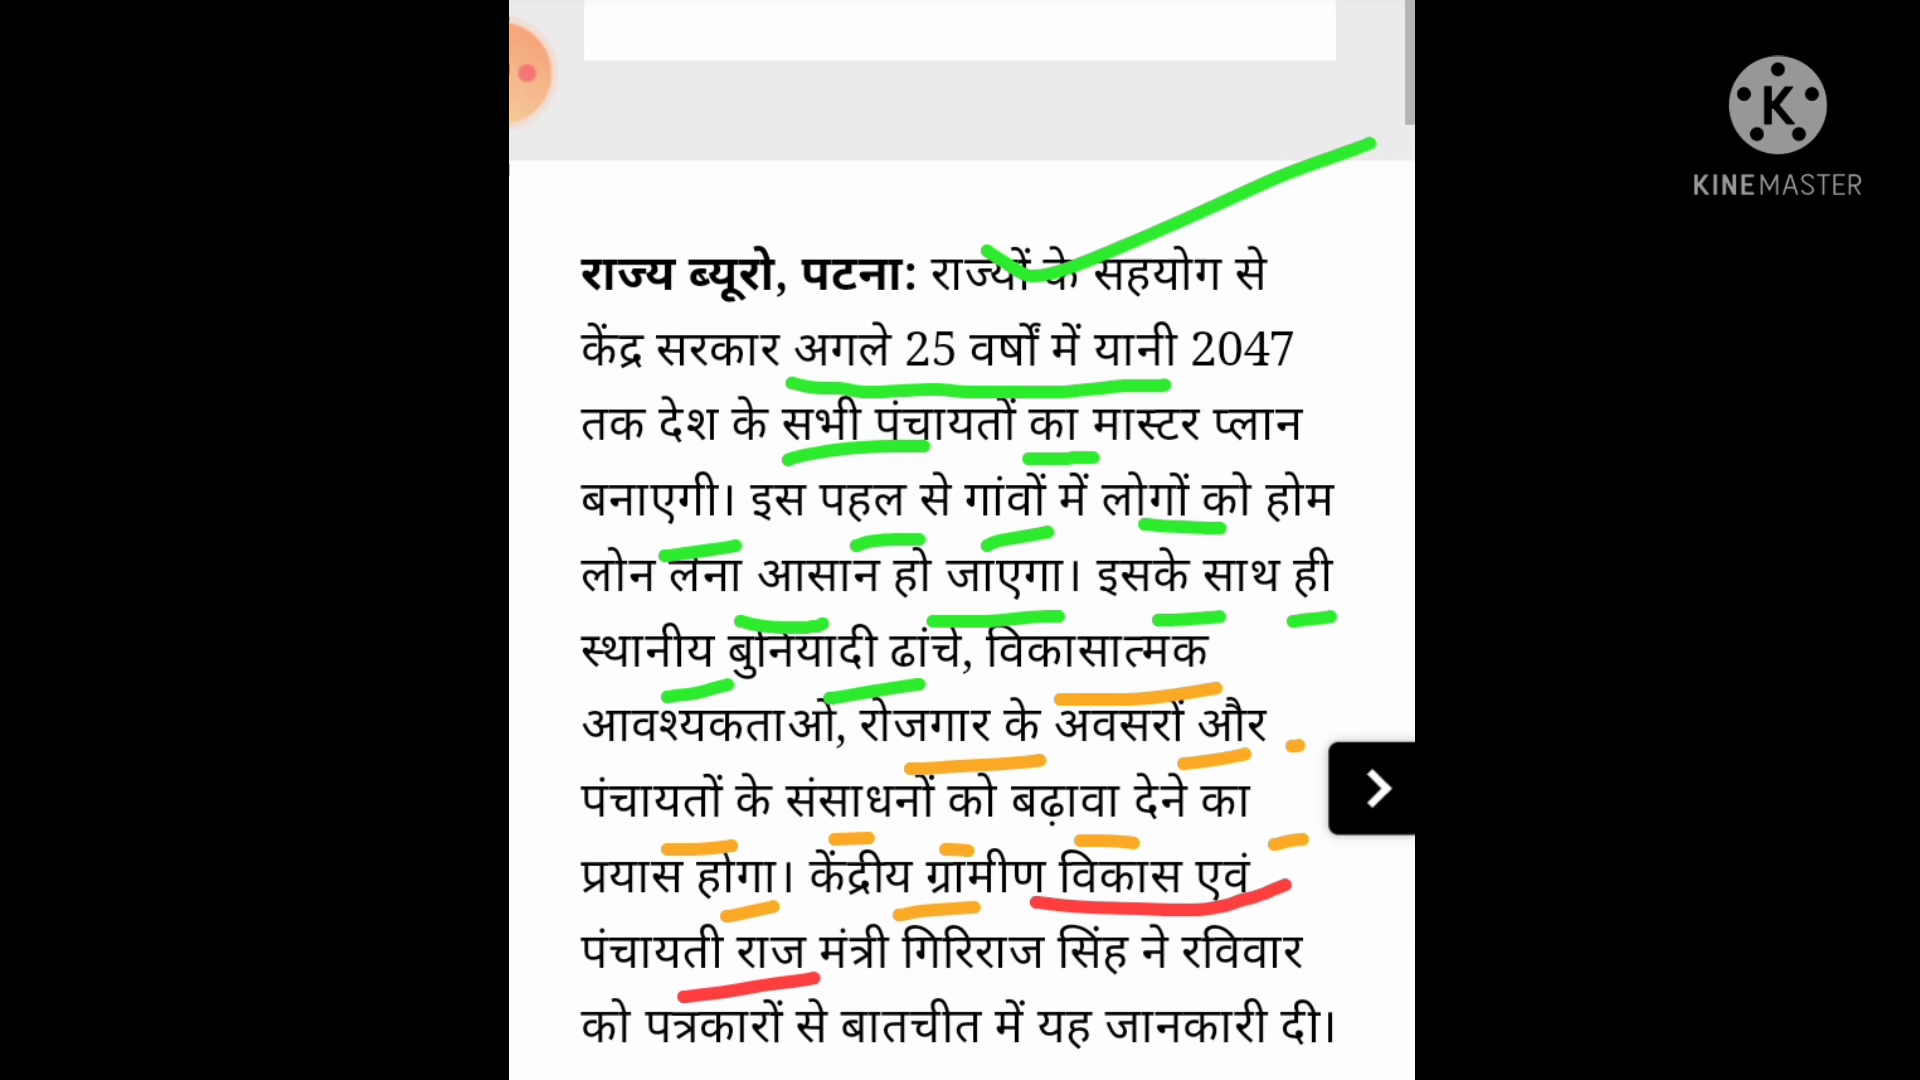 K
KINEMASTER
राज्य ब्यूरो, पटना: राज्यों के सहयोग से
केंद्र सरकार अगले 25 वर्षों में यानी 2047
तक देश के सभी पंचायतों का मास्टर प्लान
बनाएगी। इस पहल से गांवों में लोगों को होम
लोन लेना आसान हो जाएगा। इसके साथ ही
स्थानीय बुनियादी ढांचे, विकासात्मक
आवश्यकताओं, रोजगार के अवसरों और
पंचायतों के संसाधनों को बढ़ावा देने का
प्रयास होगा। केंद्रीय ग्रामीण विकास एवं
पंचायती राज मंत्री गिरिराज सिंह ने रविवार
को पत्रकारों से बातचीत में यह जानकारी दी।